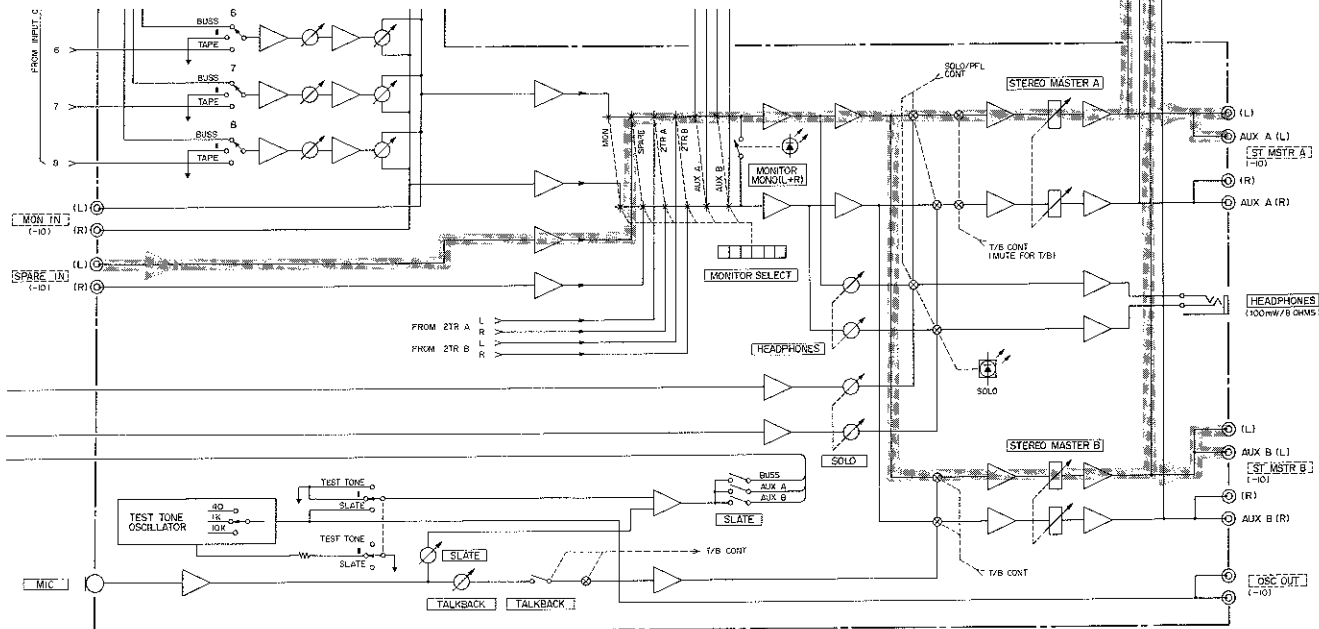 FROM INPUT C
6
BUSS
6
TAPE
7
BUSS
7
TAPE
8
BUSS
8
TAPE
(L)
MON IN
(-10)
(R)
(L)
SPARE IN
(-10)
(R)
MON
SPARE
2TR A
2TR B
AUX A
AUX B
MONITOR
MONO(L+R)
MONITOR SELECT
FROM 2TR A
L
R
FROM 2TR B
L
R
SOLO/PFL
CONT
STEREO MASTER A
(L)
AUX A (L)
ST MSTR A
(-10)
(R)
AUX A (R)
T/B CONT
(MUTE FOR T/B)
HEADPHONES
(100mW/8 OHMS)
HEADPHONES
SOLO
SOLO
STEREO MASTER B
(L)
AUX B (L)
ST MSTR B
(-10)
(R)
AUX B (R)
T/B CONT
OSC OUT
(-10)
TEST TONE
OSCILLATOR
40
1K
10K
TEST TONE
SLATE
TEST TONE
SLATE
BUSS
AUX A
AUX B
SLATE
SLATE
T/B CONT
MIC
TALKBACK
TALKBACK